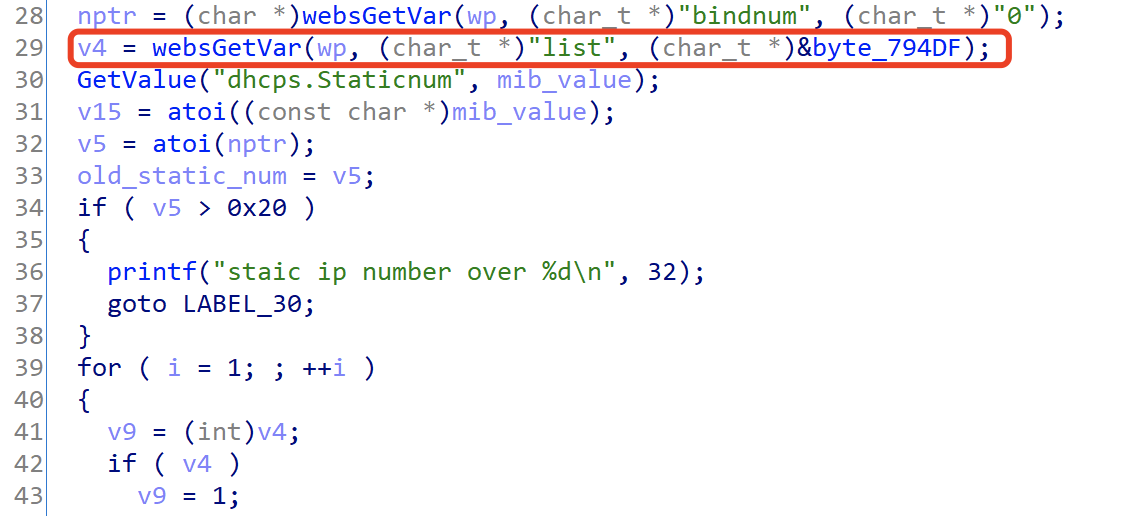 28 nptr = (char *)websGetVar(wp, (char_t *)"bindnum", (char_t *)"0");
29 v4 = websGetVar(wp, (char_t *)"list", (char_t *)&byte_794DF);
30 GetValue("dhcps.Staticnum", mib_value);
31 v15 = atoi((const char *)mib_value);
32 v5 = atoi(nptr);
33 old_static_num = v5;
34 if ( v5 > 0x20 )
35 {
36 printf("staic ip number over %d\n", 32);
37 goto LABEL_30;
38 }
39 for ( i = 1; ; ++i )
40 {
41 v9 = (int)v4;
42 if ( v4 )
43 v9 = 1;